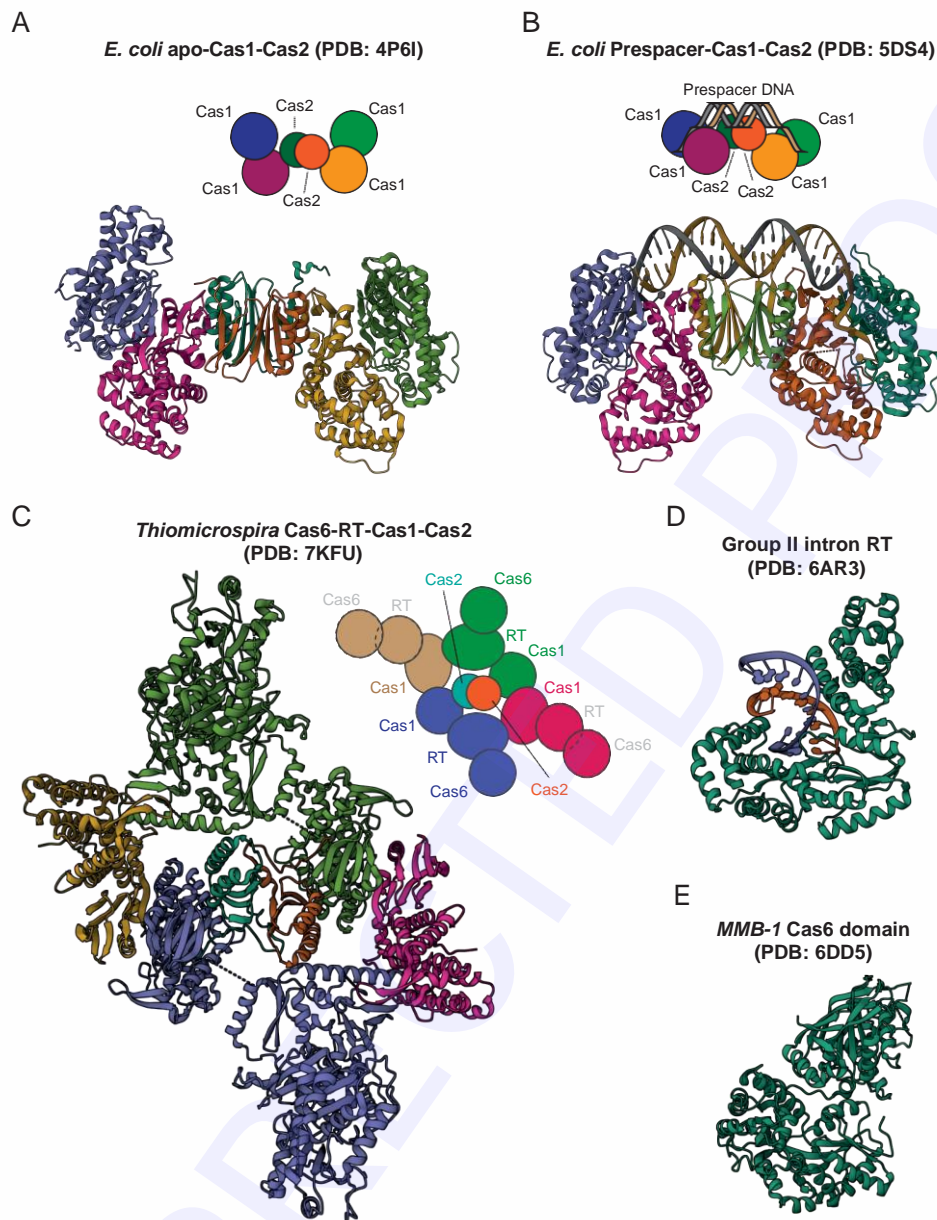 A
E. coli apo-Cas1-Cas2 (PDB: 4P6I)
Cas2
Cas1
Cas1
Cas1
Cas2
Cas1
B
E. coli Prespacer-Cas1-Cas2 (PDB: 5DS4)
Prespacer DNA
Cas1
Cas1
Cas1
Cas2
Cas2
Cas1
C
Thiomicrospira Cas6-RT-Cas1-Cas2
(PDB: 7KFU)
Cas2
Cas6
Cas6
RT
RT
Cas1
Cas1
Cas1
Cas1
RT
RT
Cas6
Cas6
Cas2
D
Group II intron RT
(PDB: 6AR3)
E
MMB-1 Cas6 domain
(PDB: 6DD5)